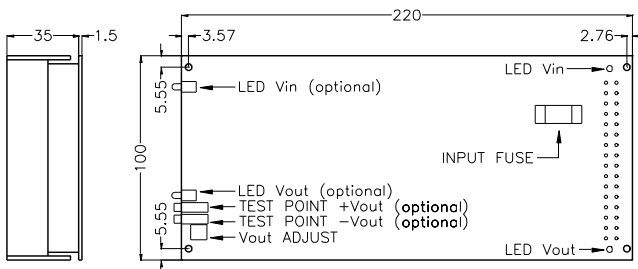 220
35
1.5
3.57
2.76
LED Vin
5.55
LED Vin (optional)
100
INPUT FUSE
LED Vout (optional)
TEST POINT +Vout (optional)
TEST POINT −Vout (optional)
5.55
Vout ADJUST
LED Vout